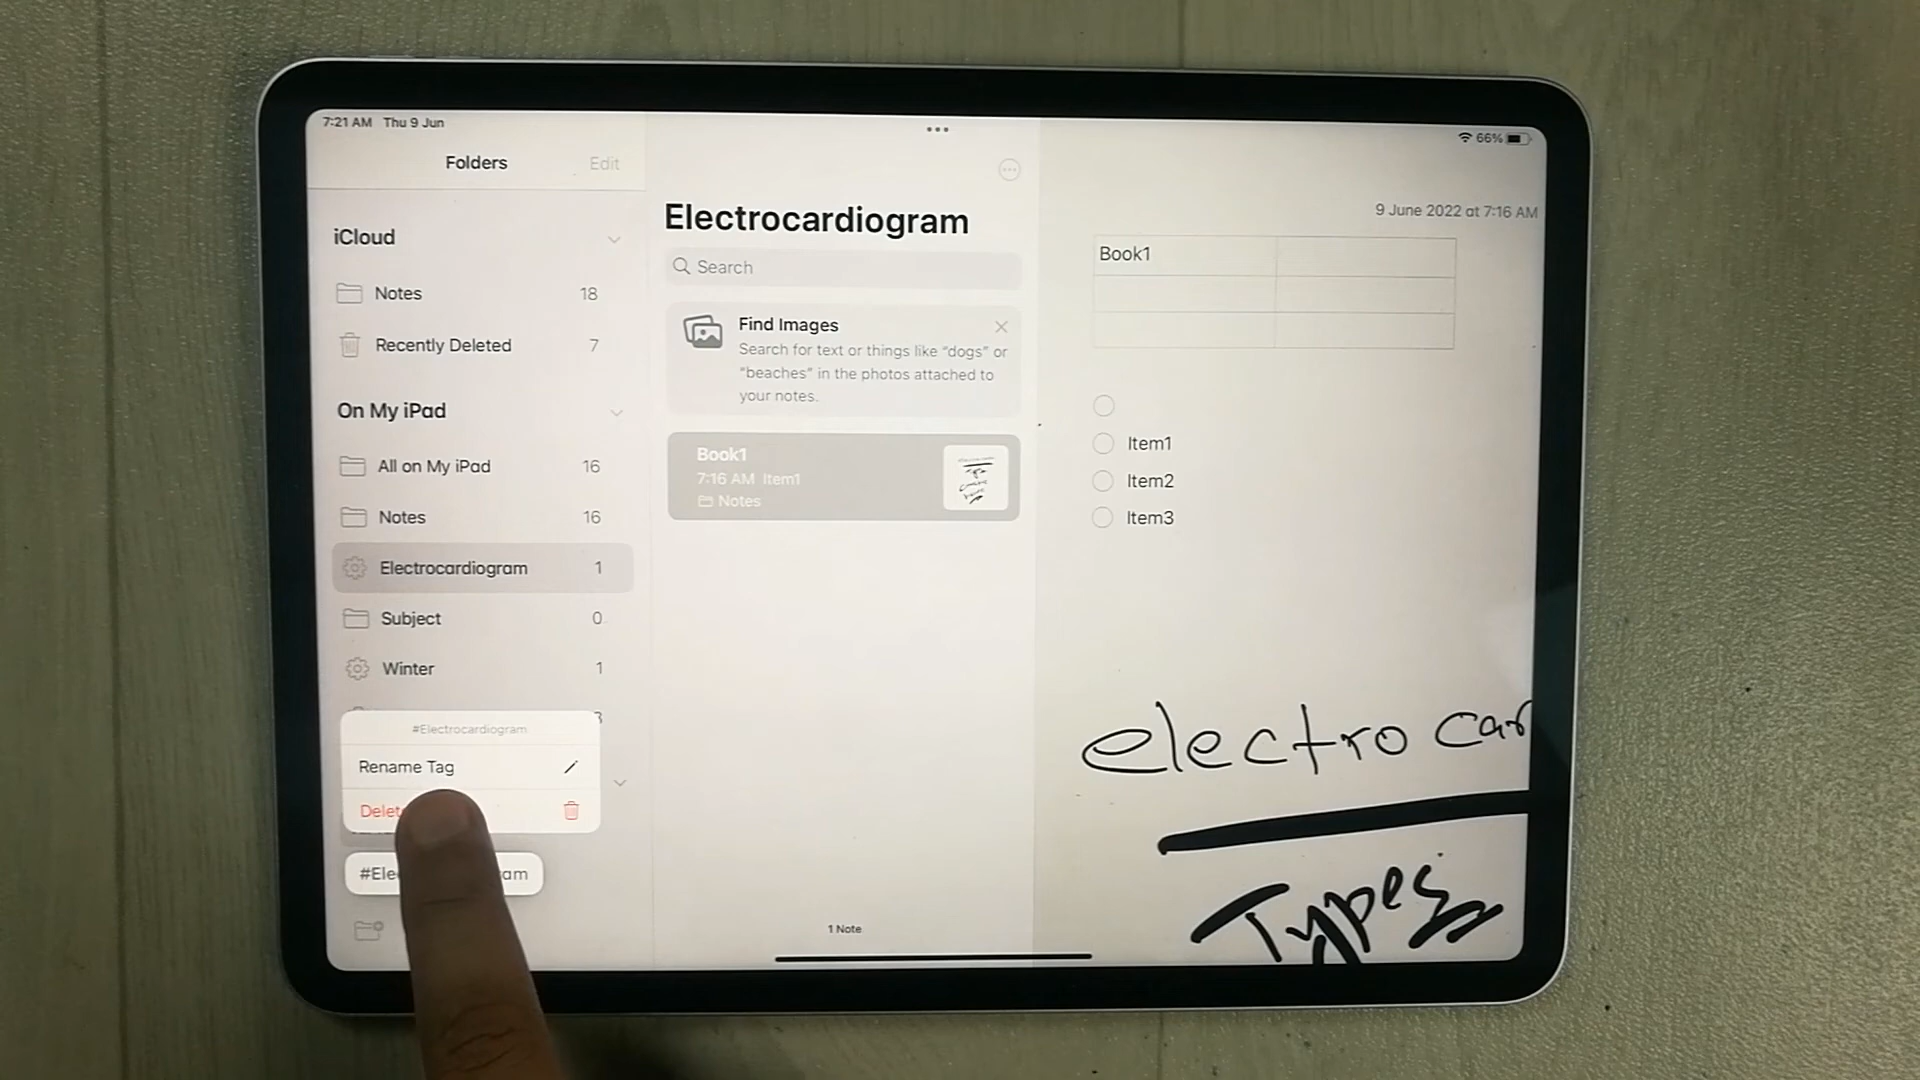 7:21 AM Thu 9 Jun
66%
Folders
Edit
iCloud
Notes 18
Recently Deleted 7
On My iPad
All on My iPad 16
Notes 16
Electrocardiogram 1
Subject 0
Winter 1
3
#Electrocardiogram
Rename Tag
1 Note
Electrocardiogram
Search
Find Images
Search for text or things like “dogs” or
“beaches” in the photos attached to
your notes.
Book1
7:16 AM Item1
Notes
9 June 2022 at 7:16 AM
Book1
Item1
Item2
Item3
electro car
Types